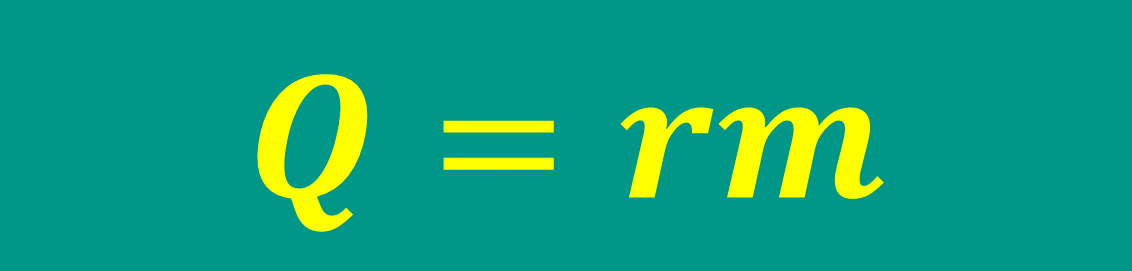 Q = rm